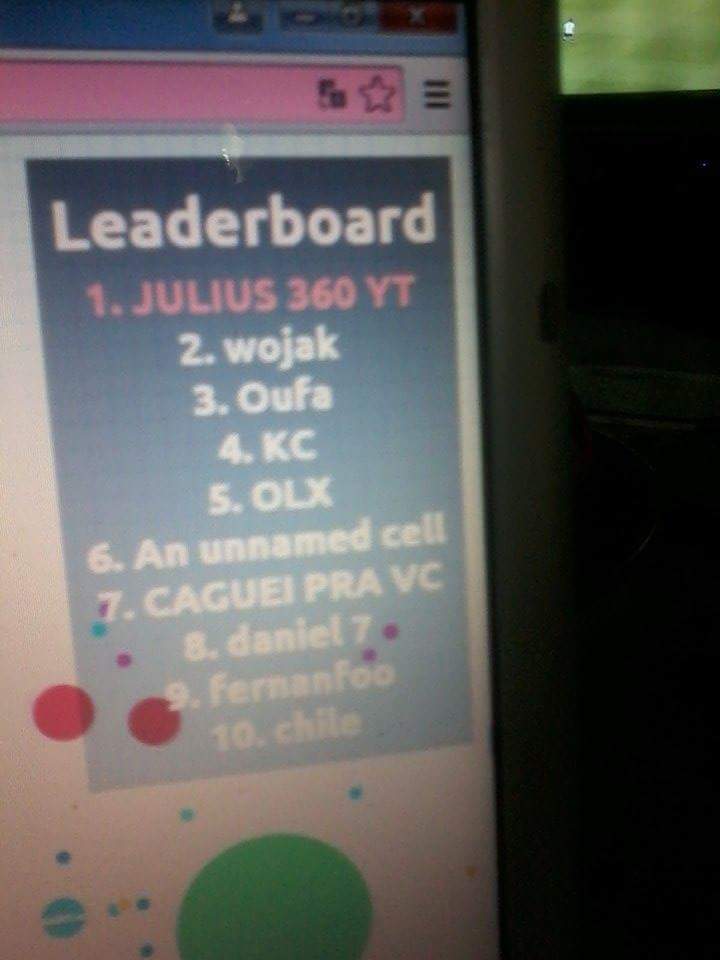 Leaderboard
1. JULIUS 360 YT
2. wojak
3. Oufa
4. KC
5. OLX
6. An unnamed cell
7. CAGUEI PRA VC
8. daniel 7
9. fernanfoo
10. chile